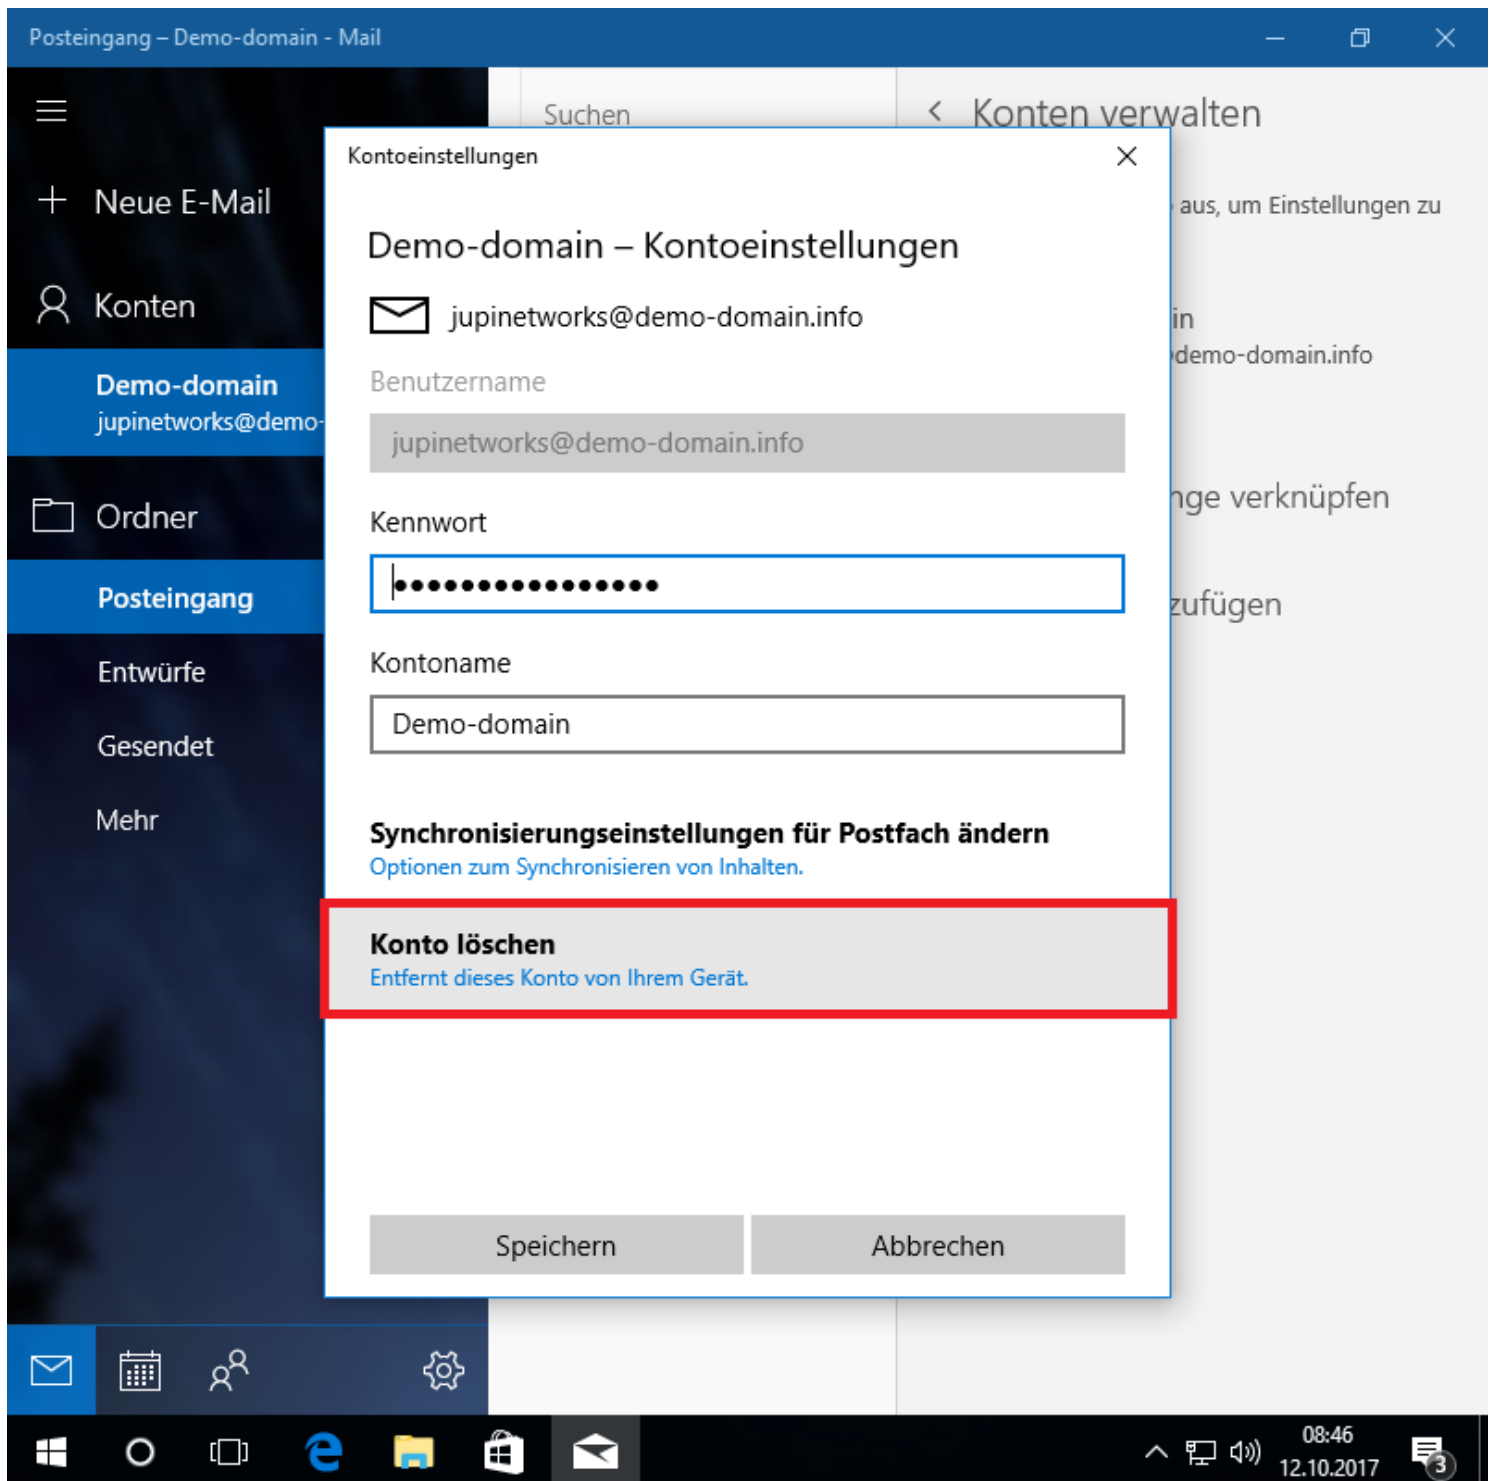 Posteingang – Demo-domain - Mail
Neue E-Mail
Konten
Demo-domain
jupinetworks@demo-
Ordner
Posteingang
Entwürfe
Gesendet
Mehr
Suchen
Konten verwalten
aus, um Einstellungen zu
in
demo-domain.info
nge verknüpfen
zufügen
Kontoeinstellungen
Demo-domain – Kontoeinstellungen
jupinetworks@demo-domain.info
Benutzername
jupinetworks@demo-domain.info
Kennwort
••••••••••••••••
Kontoname
Demo-domain
Synchronisierungseinstellungen für Postfach ändern
Optionen zum Synchronisieren von Inhalten.
Konto löschen
Entfernt dieses Konto von Ihrem Gerät.
Speichern
Abbrechen
08:46
12.10.2017
3